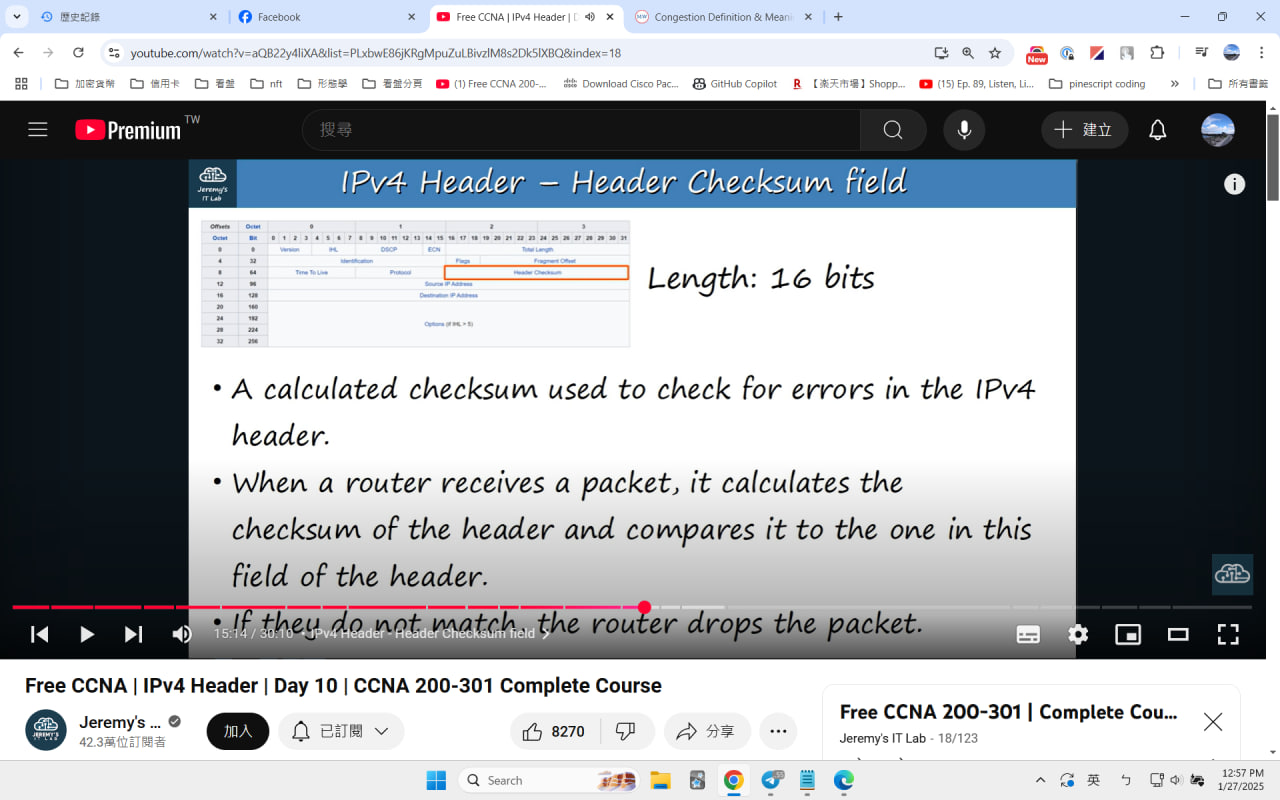 歷史記錄
Facebook
Free CCNA | IPv4 Header | D
Congestion Definition & Meani
youtube.com/watch?v=aQB22y4liXA&list=PLxbwE86jKRgMpuZuLBivzlM8s2Dk5lXBQ&index=18
New
加密貨幣
信用卡
看盤
nft
形態學
看盤分頁
(1) Free CCNA 200-...
Download Cisco Pac...
GitHub Copilot
【楽天市場】Shopp...
(15) Ep. 89, Listen, Li...
pinescript coding
所有書籤
Premium TW
搜尋
建立
Jeremy's
IT Lab
IPv4 Header – Header Checksum field
Offsets Octet 0 1 2 3
Octet Bit 0 1 2 3 4 5 6 7 8 9 10 11 12 13 14 15 16 17 18 19 20 21 22 23 24 25 26 27 28 29 30 31
0 0 Version IHL DSCP ECN Total Length
4 32 Identification Flags Fragment Offset
8 64 Time To Live Protocol Header Checksum
12 96 Source IP Address
16 128 Destination IP Address
20 160
24 192
Options (if IHL > 5)
28 224
32 256
Length: 16 bits
• A calculated checksum used to check for errors in the IPv4
header.
• When a router receives a packet, it calculates the
checksum of the header and compares it to the one in this
field of the header.
• If they do not match, the router drops the packet.
15:14 / 30:10 • IPv4 Header - Header Checksum field
Free CCNA | IPv4 Header | Day 10 | CCNA 200-301 Complete Course
JEREMY'S
IT LAB
Jeremy's ...
42.3萬位訂閱者
加入
已訂閱
8270
分享
Free CCNA 200-301 | Complete Cou...
Jeremy's IT Lab - 18/123
Search
英
12:57 PM
1/27/2025